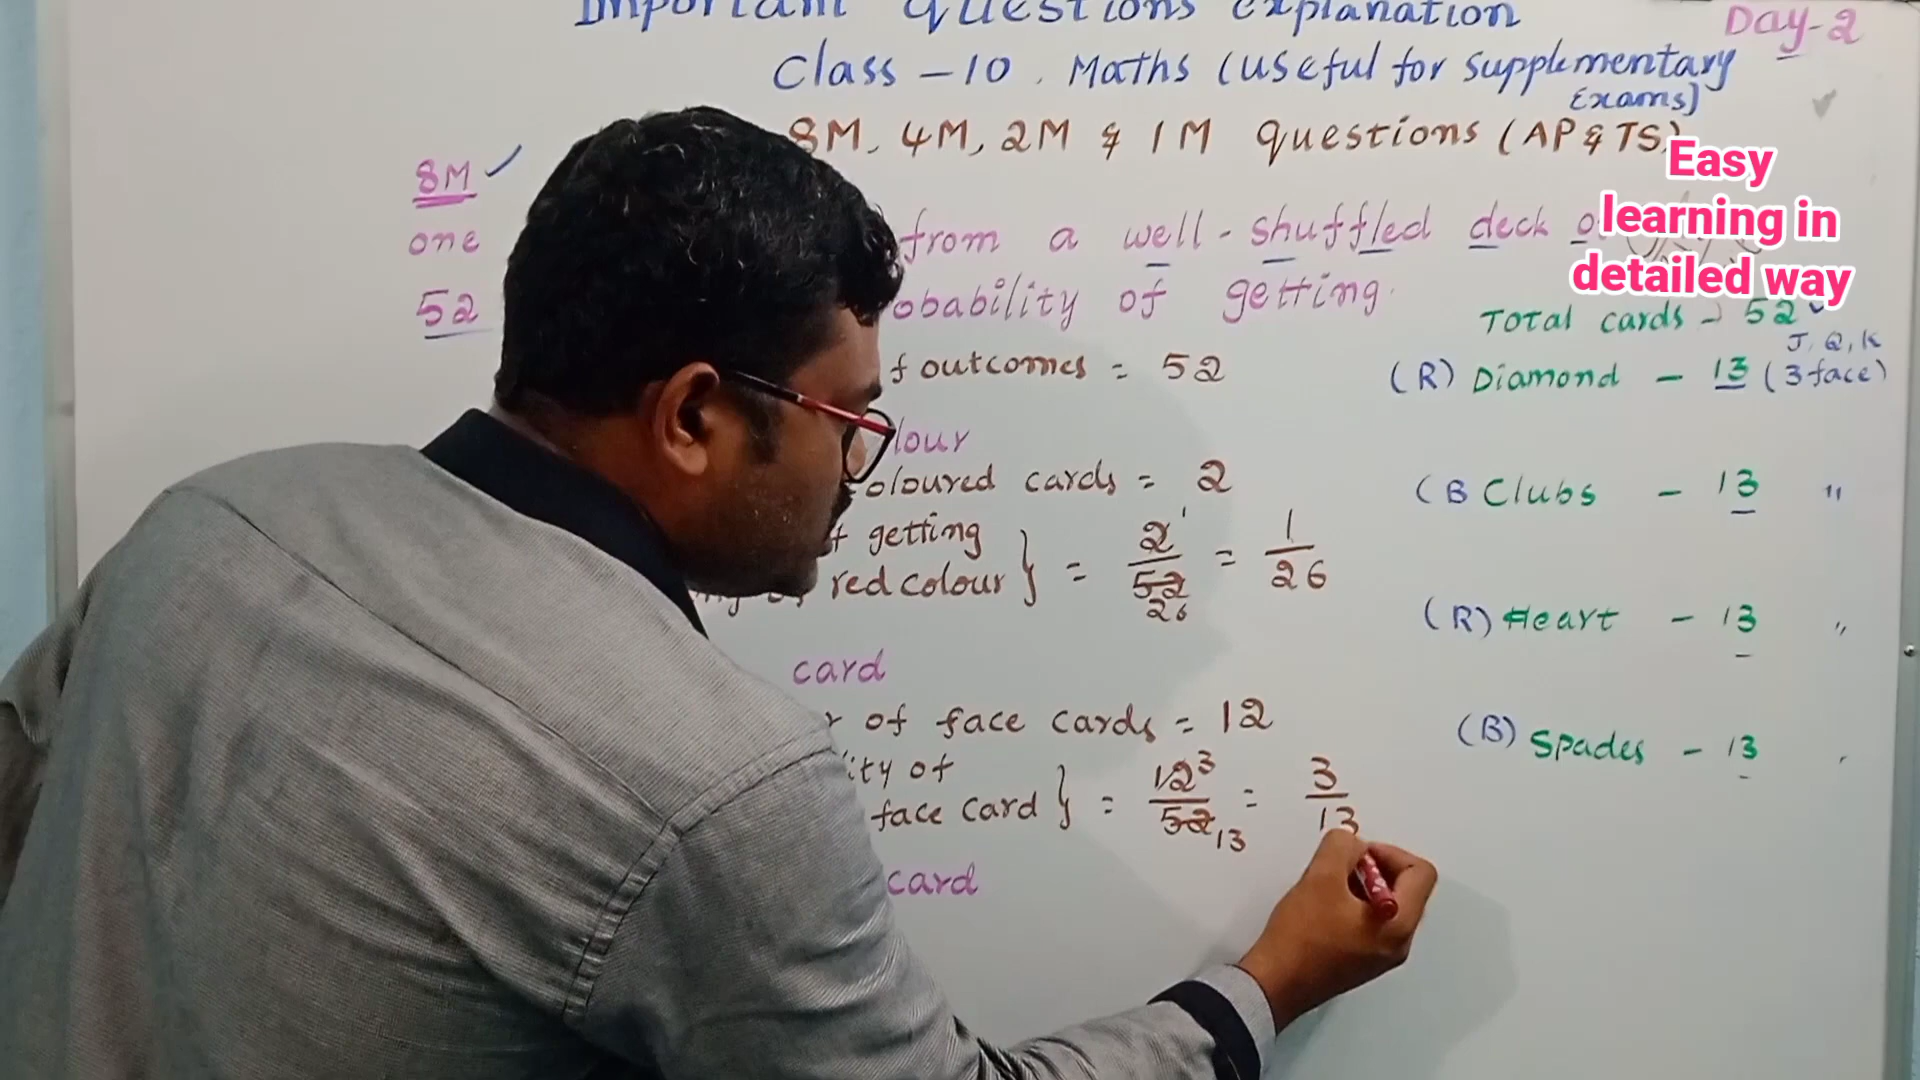 Important Questions explanation
Day-2
Class - 10. Maths (useful for supplementary
Exams)
8M, 4M, 2M & 1M questions (AP & TS)
Easy
learning in
detailed way
8M
one from a well-shuffled deck
52 obability of getting.
Total cards → 52
J, Q, K
f outcomes = 52
(R) Diamond - 13 (3 face)
lour
oloured cards = 2
(B Clubs - 13 "
getting
red colour } = 2 1 / 52 26 = 1/26
(R) Heart - 13 "
card
r of face cards = 12
(B) Spades - 13
ity of
face card } = 12 3 / 52 13 = 3/13
card